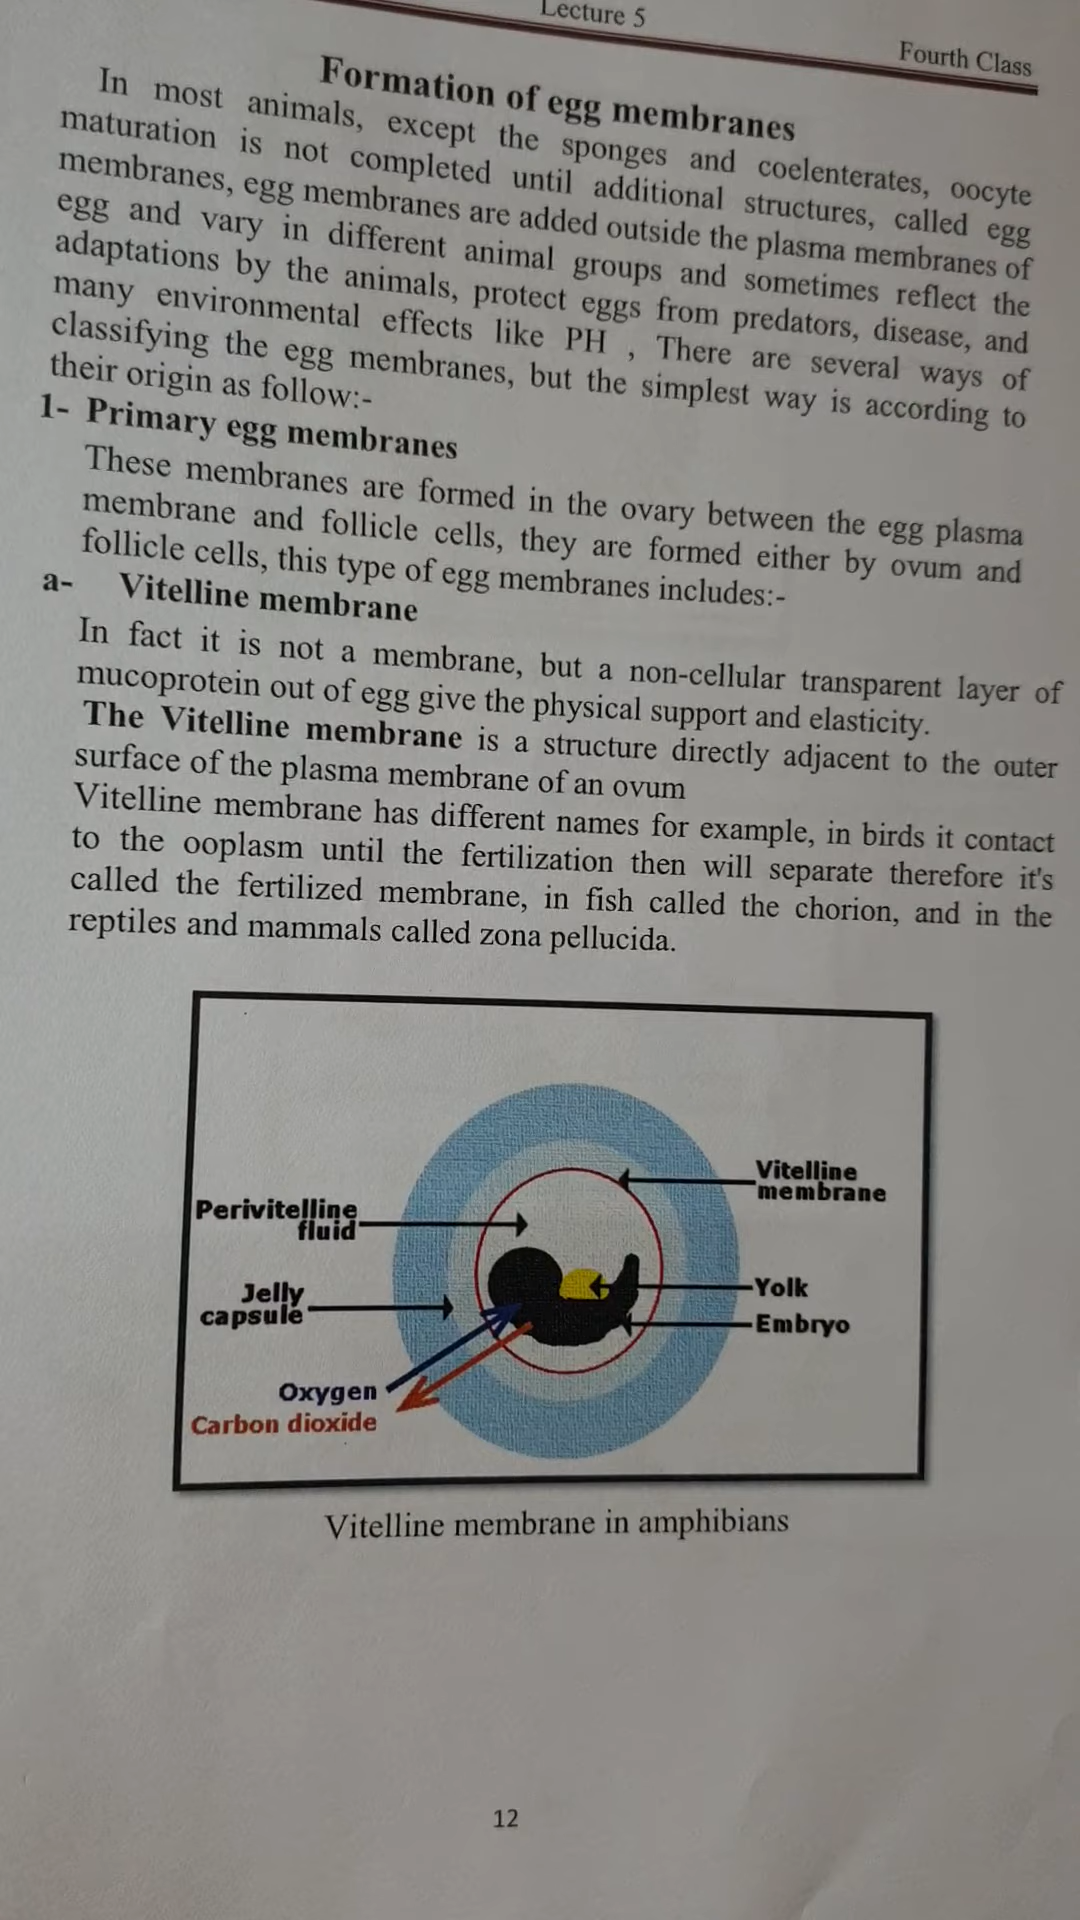 Lecture 5
Fourth Class
Formation of egg membranes
In most animals, except the sponges and coelenterates, oocyte
maturation is not completed until additional structures, called egg
membranes, egg membranes are added outside the plasma membranes of
egg and vary in different animal groups and sometimes reflect the
adaptations by the animals, protect eggs from predators, disease, and
many environmental effects like PH , There are several ways of
classifying the egg membranes, but the simplest way is according to
their origin as follow:-
1- Primary egg membranes
These membranes are formed in the ovary between the egg plasma
membrane and follicle cells, they are formed either by ovum and
follicle cells, this type of egg membranes includes:-
a- Vitelline membrane
In fact it is not a membrane, but a non-cellular transparent layer of
mucoprotein out of egg give the physical support and elasticity.
The Vitelline membrane is a structure directly adjacent to the outer
surface of the plasma membrane of an ovum
Vitelline membrane has different names for example, in birds it contact
to the ooplasm until the fertilization then will separate therefore it's
called the fertilized membrane, in fish called the chorion, and in the
reptiles and mammals called zona pellucida.
Vitelline
membrane
Perivitelline
fluid
Jelly
capsule
Yolk
Embryo
Oxygen
Carbon dioxide
Vitelline membrane in amphibians
12